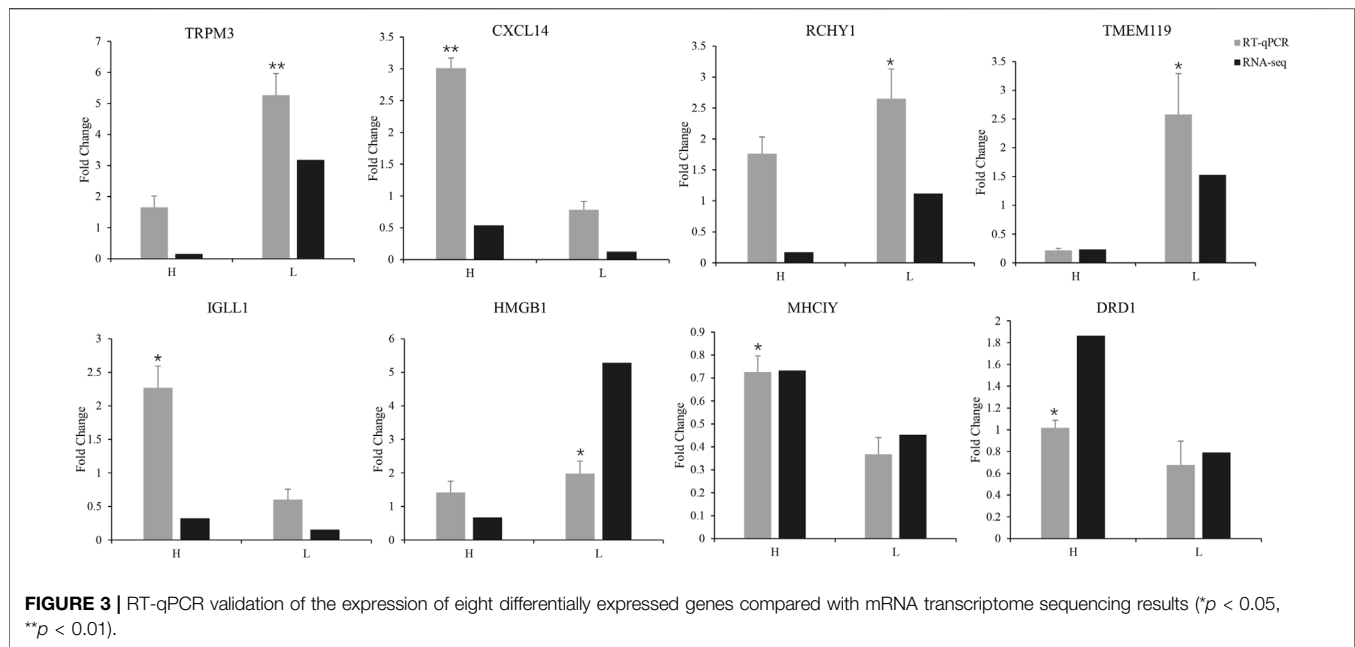 TRPM3
7
6
5
4
3
2
1
0
Fold Change
**
H
L
CXCL14
3.5
3
2.5
2
1.5
1
0.5
0
Fold Change
**
H
L
RCHY1
3.5
3
2.5
2
1.5
1
0.5
0
Fold Change
*
H
L
TMEM119
3.5
3
2.5
2
1.5
1
0.5
0
Fold Change
*
H
L
RT-qPCR
RNA-seq
IGLL1
3
2.5
2
1.5
1
0.5
0
Fold Change
*
H
L
HMGB1
6
5
4
3
2
1
0
Fold Change
*
H
L
MHCIY
0.9
0.8
0.7
0.6
0.5
0.4
0.3
0.2
0.1
0
Fold Change
*
H
L
DRD1
2
1.8
1.6
1.4
1.2
1
0.8
0.6
0.4
0.2
0
Fold Change
*
H
L
FIGURE 3 | RT-qPCR validation of the expression of eight differentially expressed genes compared with mRNA transcriptome sequencing results (*p < 0.05,
**p < 0.01).